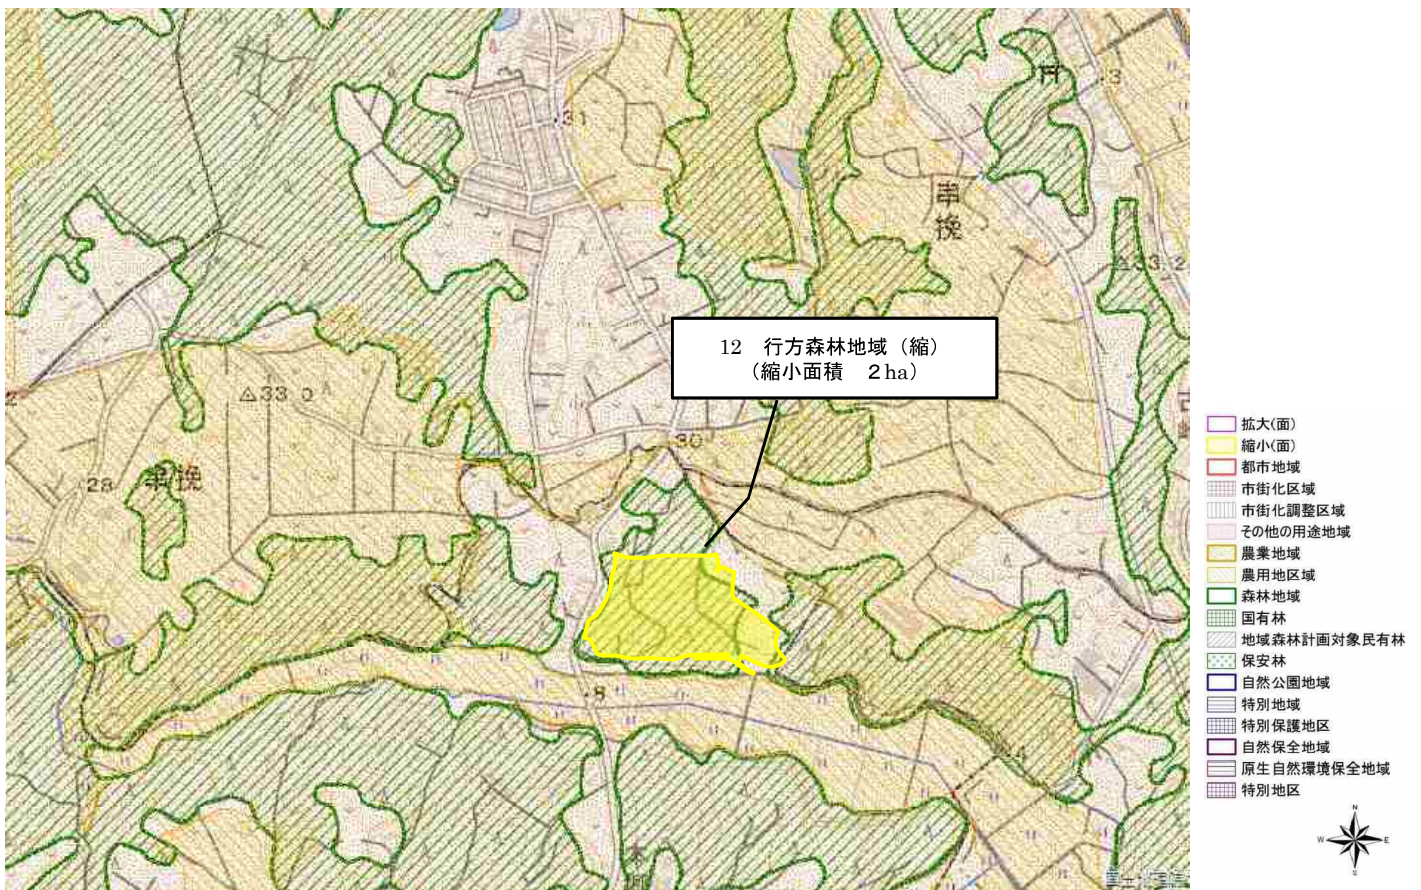 31
3
串挽
33.2
12 行方森林地域（縮）
（縮小面積 2ha）
33.0
30
28
串挽
8
4
拡大(面)
縮小(面)
都市地域
市街化区域
市街化調整区域
その他の用途地域
農業地域
農用地区域
森林地域
国有林
地域森林計画対象民有林
保安林
自然公園地域
特別地域
特別保護地区
自然保全地域
原生自然環境保全地域
特別地区
N
W
E
S